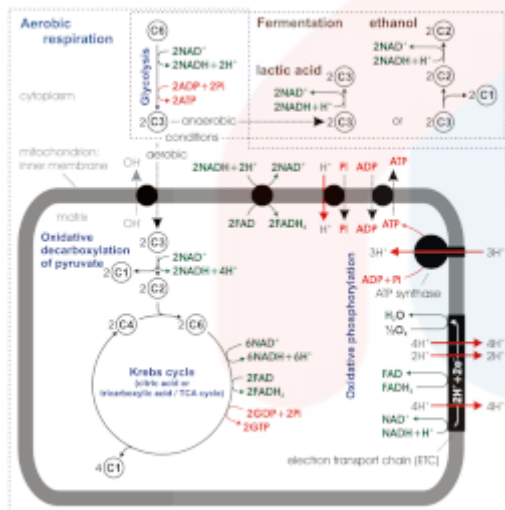 Aerobic
respiration
Fermentation
ethanol
C6
2NAD⁺
2NADH+2H⁺
Glycolysis
2ADP+2Pi
2ATP
2 C3
anaerobic
conditions
aerobic
cytoplasm
lactic acid
2 C3
2NAD⁺
2NADH+H⁺
2 C3
or
2 C2
2NAD⁺
2NADH+H⁺
2 C2
2 C1
2 C3
mitochondrion:
inner membrane
matrix
OH⁻
OH⁻
2NADH+2H⁺
2NAD⁺
2FAD
2FADH₂
H⁺ Pi ADP ATP
H⁺ Pi ADP ATP
3H⁺
3H⁺
ADP+Pi
ATP synthase
Oxidative
decarboxylation
of pyruvate
2 C3
2NAD⁺
2NADH+4H⁺
2 C1
2 C2
2 C4
2 C6
Krebs cycle
(citric acid or
tricarboxylic acid / TCA cycle)
6NAD⁺
6NADH+6H⁺
2FAD
2FADH₂
2GDP+2Pi
2GTP
4 C1
Oxidative phosphorylation
H₂O
½O₂
4H⁺
4H⁺
2H⁺
2H⁺
FAD
FADH₂
4H⁺
4H⁺
NAD⁺
NADH+H⁺
2H⁺+2e⁻
electron transport chain (ETC)